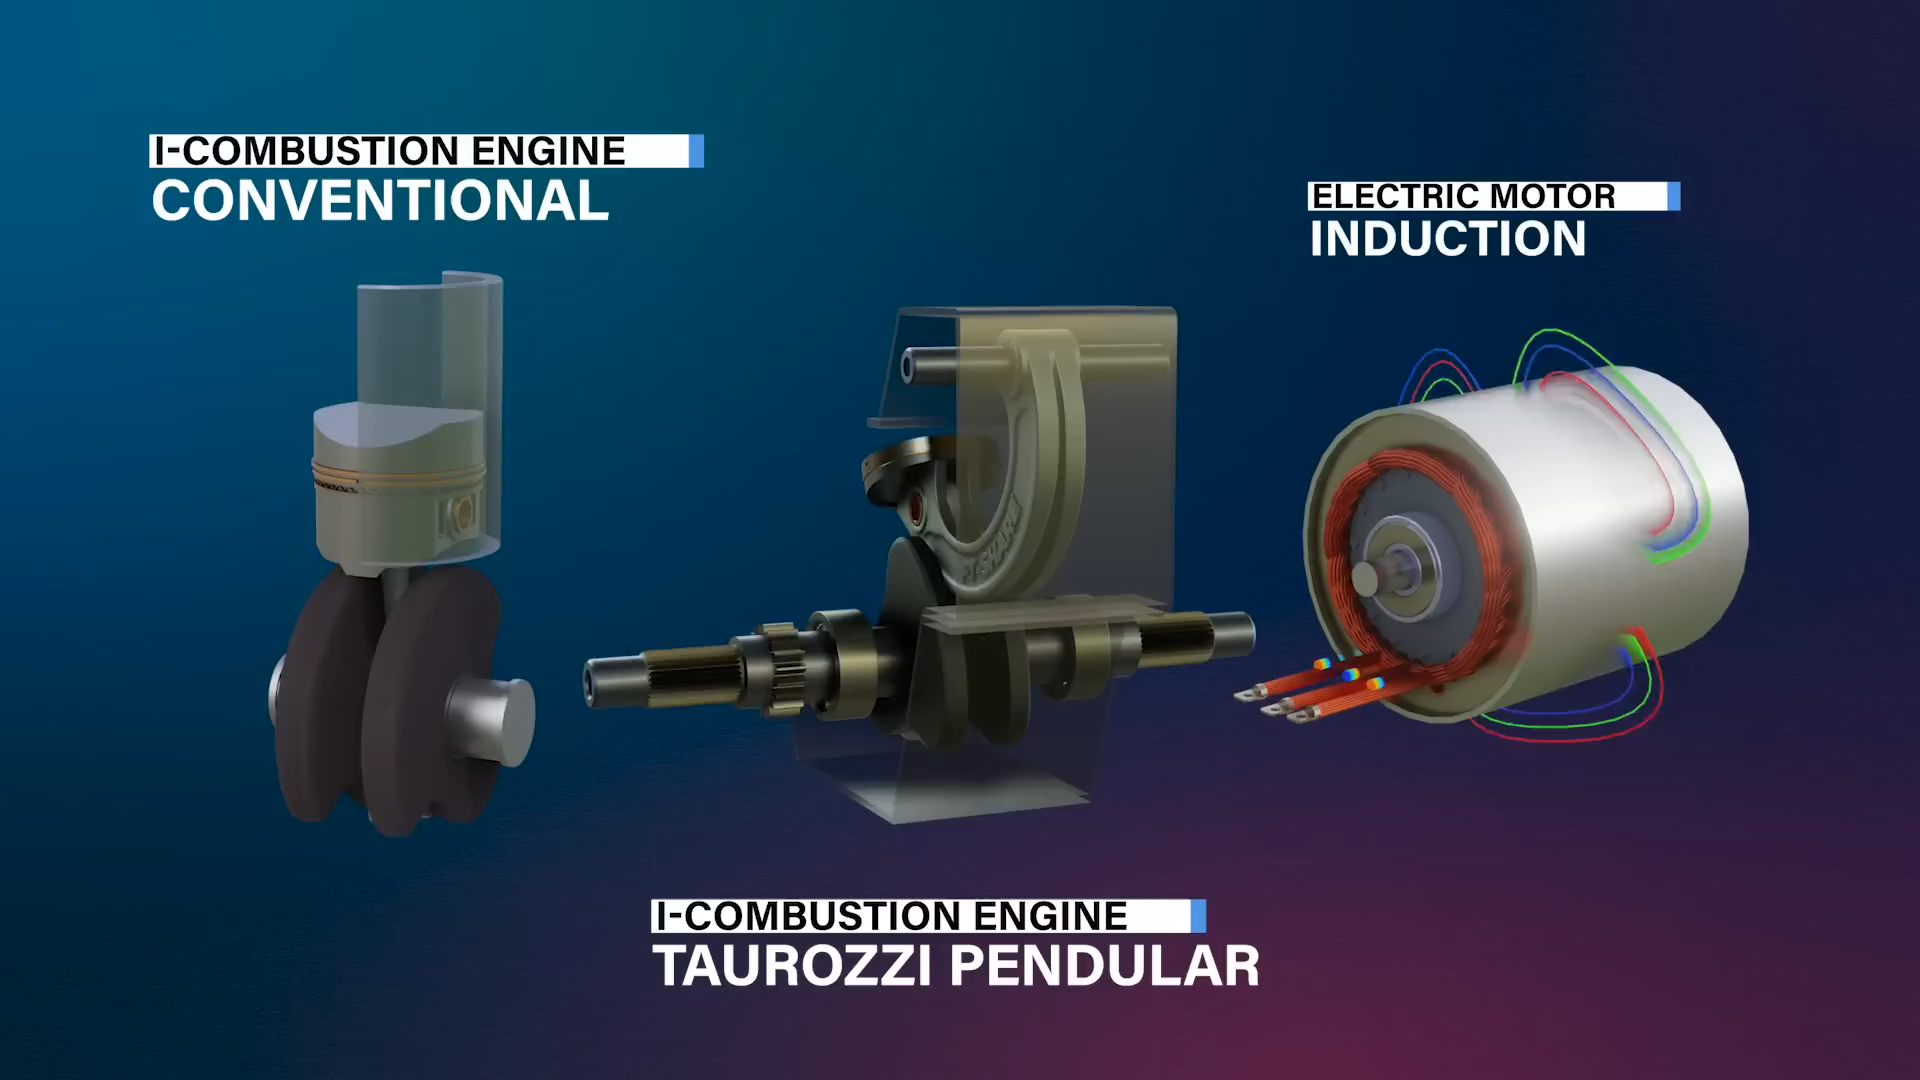 I-COMBUSTION ENGINE
CONVENTIONAL
ELECTRIC MOTOR
INDUCTION
I-COMBUSTION ENGINE
TAUROZZI PENDULAR